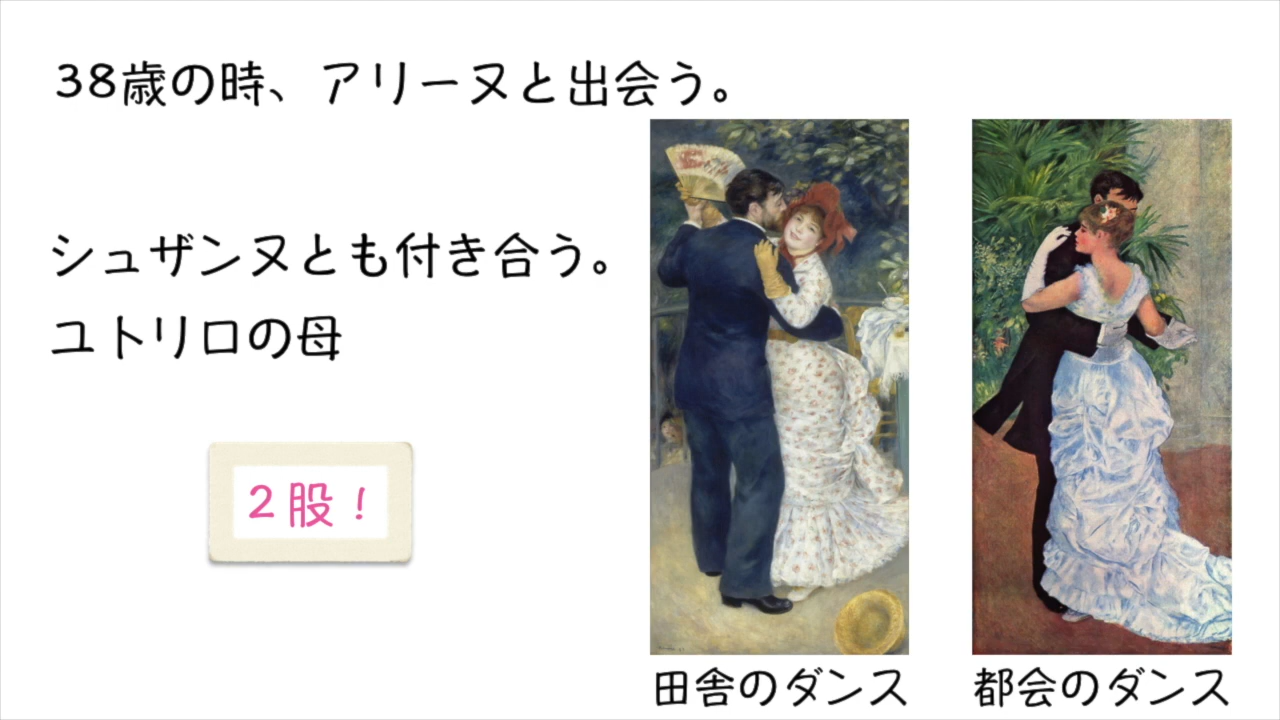 38歳の時、アリーヌと出会う。
シュザンヌとも付き合う。
ユトリロの母
2股！
田舎のダンス
都会のダンス